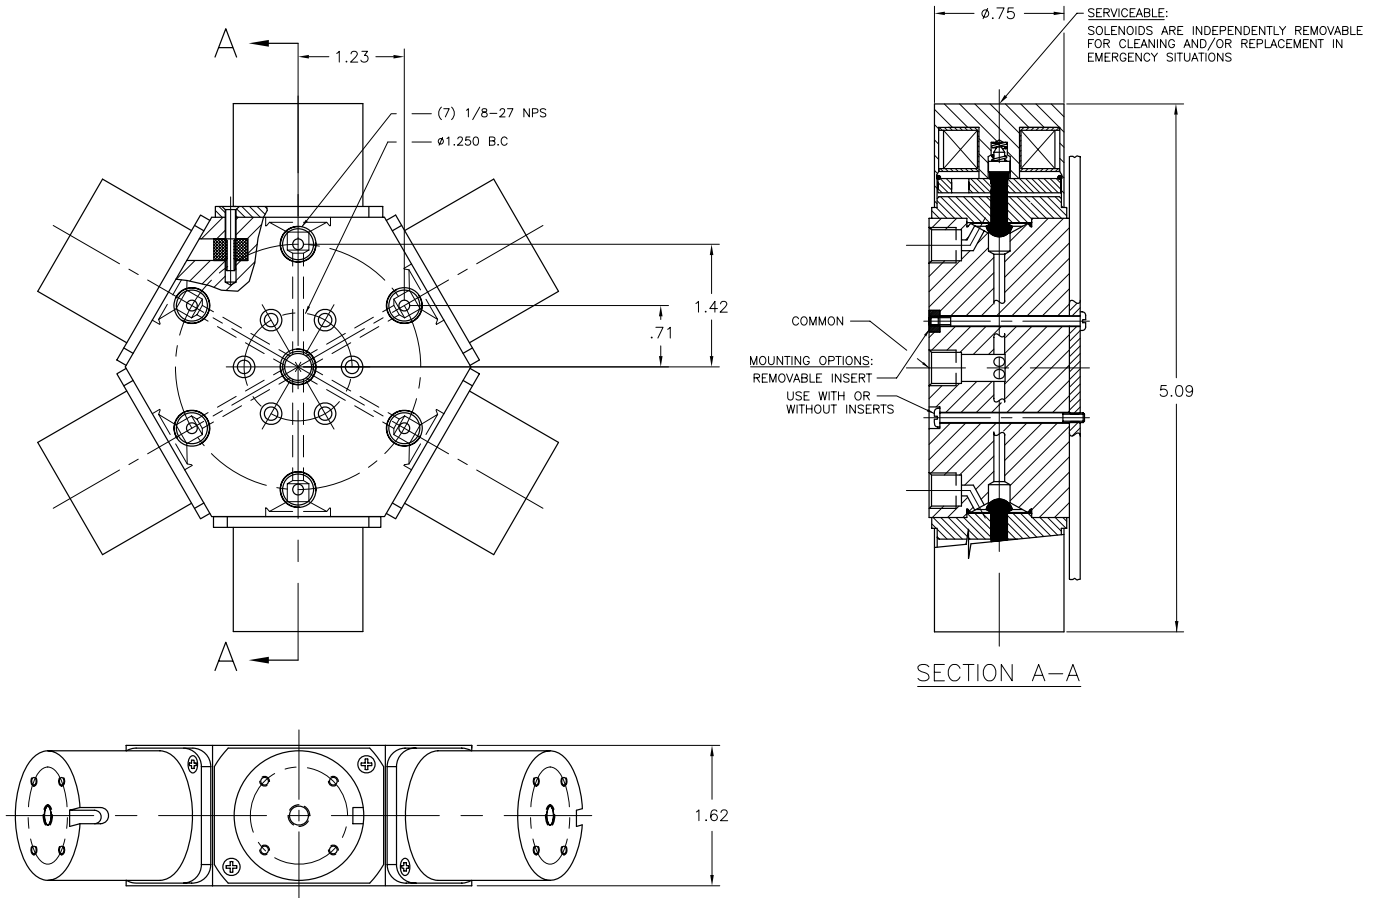 A
1.23
(7) 1/8-27 NPS
ø1.250 B.C
1.42
.71
A
ø.75
SERVICEABLE:
SOLENOIDS ARE INDEPENDENTLY REMOVABLE
FOR CLEANING AND/OR REPLACEMENT IN
EMERGENCY SITUATIONS
COMMON
MOUNTING OPTIONS:
REMOVABLE INSERT
USE WITH OR
WITHOUT INSERTS
5.09
SECTION A-A
1.62